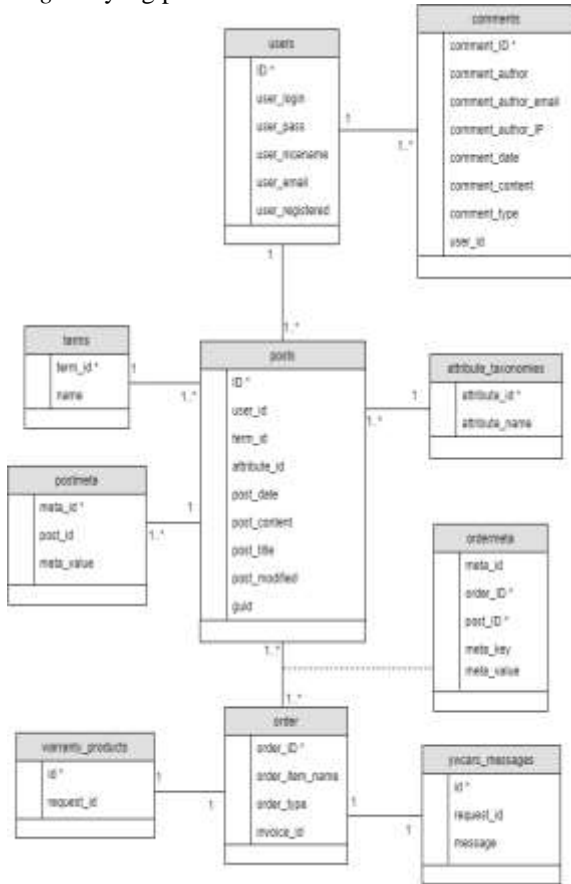 comments
comment_ID *
comment_author
comment_author_email
comment_author_IP
comment_date
comment_content
comment_type
user_id
users
ID *
user_login
user_pass
user_nicename
user_email
user_registered
1
1..*
1
1..*
terms
term_id *
name
1
1..*
posts
ID *
user_id
term_id
attribute_id
post_date
post_content
post_title
post_modified
guid
attribute_taxonomies
attribute_id *
attribute_name
1
1..*
postmeta
meta_id *
post_id
meta_value
1
1..*
ordermeta
meta_id
order_ID *
post_ID *
meta_key
meta_value
1..*
1..*
order
order_ID *
order_item_name
order_type
invoice_id
warranty_products
id *
request_id
1
1
ywcars_messages
id *
request_id
message
1
1